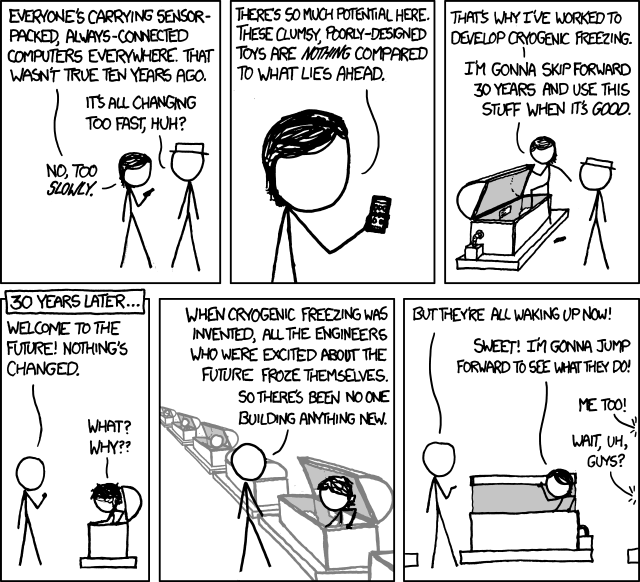 EVERYONE'S CARRYING SENSOR-
PACKED, ALWAYS-CONNECTED
COMPUTERS EVERYWHERE. THAT
WASN'T TRUE TEN YEARS AGO.
IT'S ALL CHANGING
TOO FAST, HUH?
NO, TOO
SLOWLY.
THERE'S SO MUCH POTENTIAL HERE.
THESE CLUMSY, POORLY-DESIGNED
TOYS ARE NOTHING COMPARED
TO WHAT LIES AHEAD.
THAT'S WHY I'VE WORKED TO
DEVELOP CRYOGENIC FREEZING.
I'M GONNA SKIP FORWARD
30 YEARS AND USE THIS
STUFF WHEN IT'S GOOD.
30 YEARS LATER...
WELCOME TO THE
FUTURE! NOTHING'S
CHANGED.
WHAT?
WHY??
WHEN CRYOGENIC FREEZING WAS
INVENTED, ALL THE ENGINEERS
WHO WERE EXCITED ABOUT THE
FUTURE FROZE THEMSELVES.
SO THERE'S BEEN NO ONE
BUILDING ANYTHING NEW.
BUT THEY'RE ALL WAKING UP NOW!
SWEET! I'M GONNA JUMP
FORWARD TO SEE WHAT THEY DO!
ME TOO!
WAIT, UH,
GUYS?